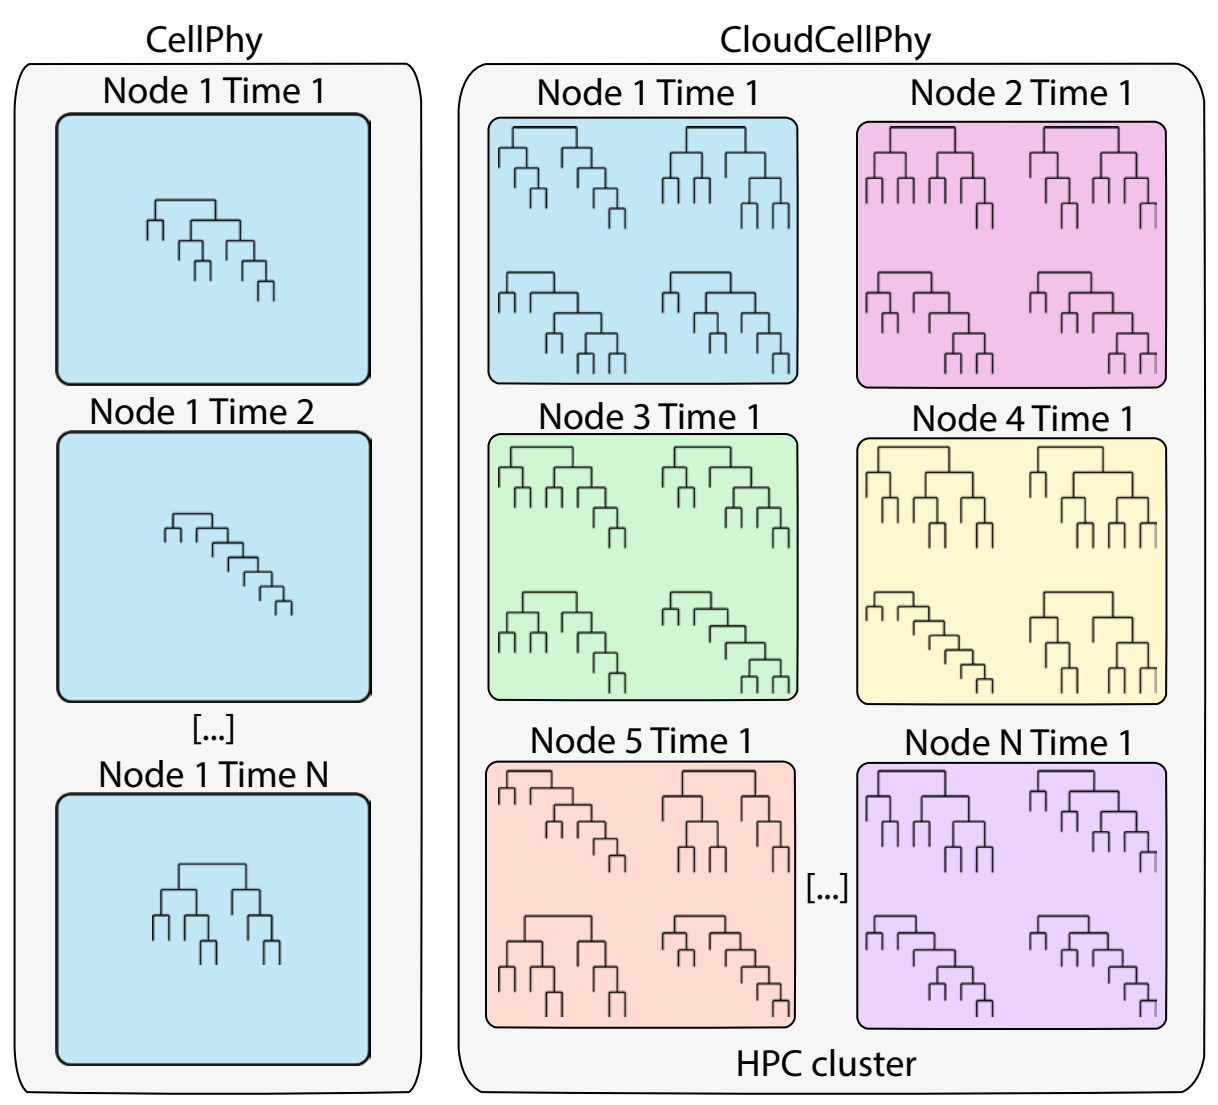 CellPhy
Node 1 Time 1
Node 1 Time 2
[...]
Node 1 Time N
CloudCellPhy
Node 1 Time 1
Node 2 Time 1
Node 3 Time 1
Node 4 Time 1
Node 5 Time 1
[...]
Node N Time 1
HPC cluster